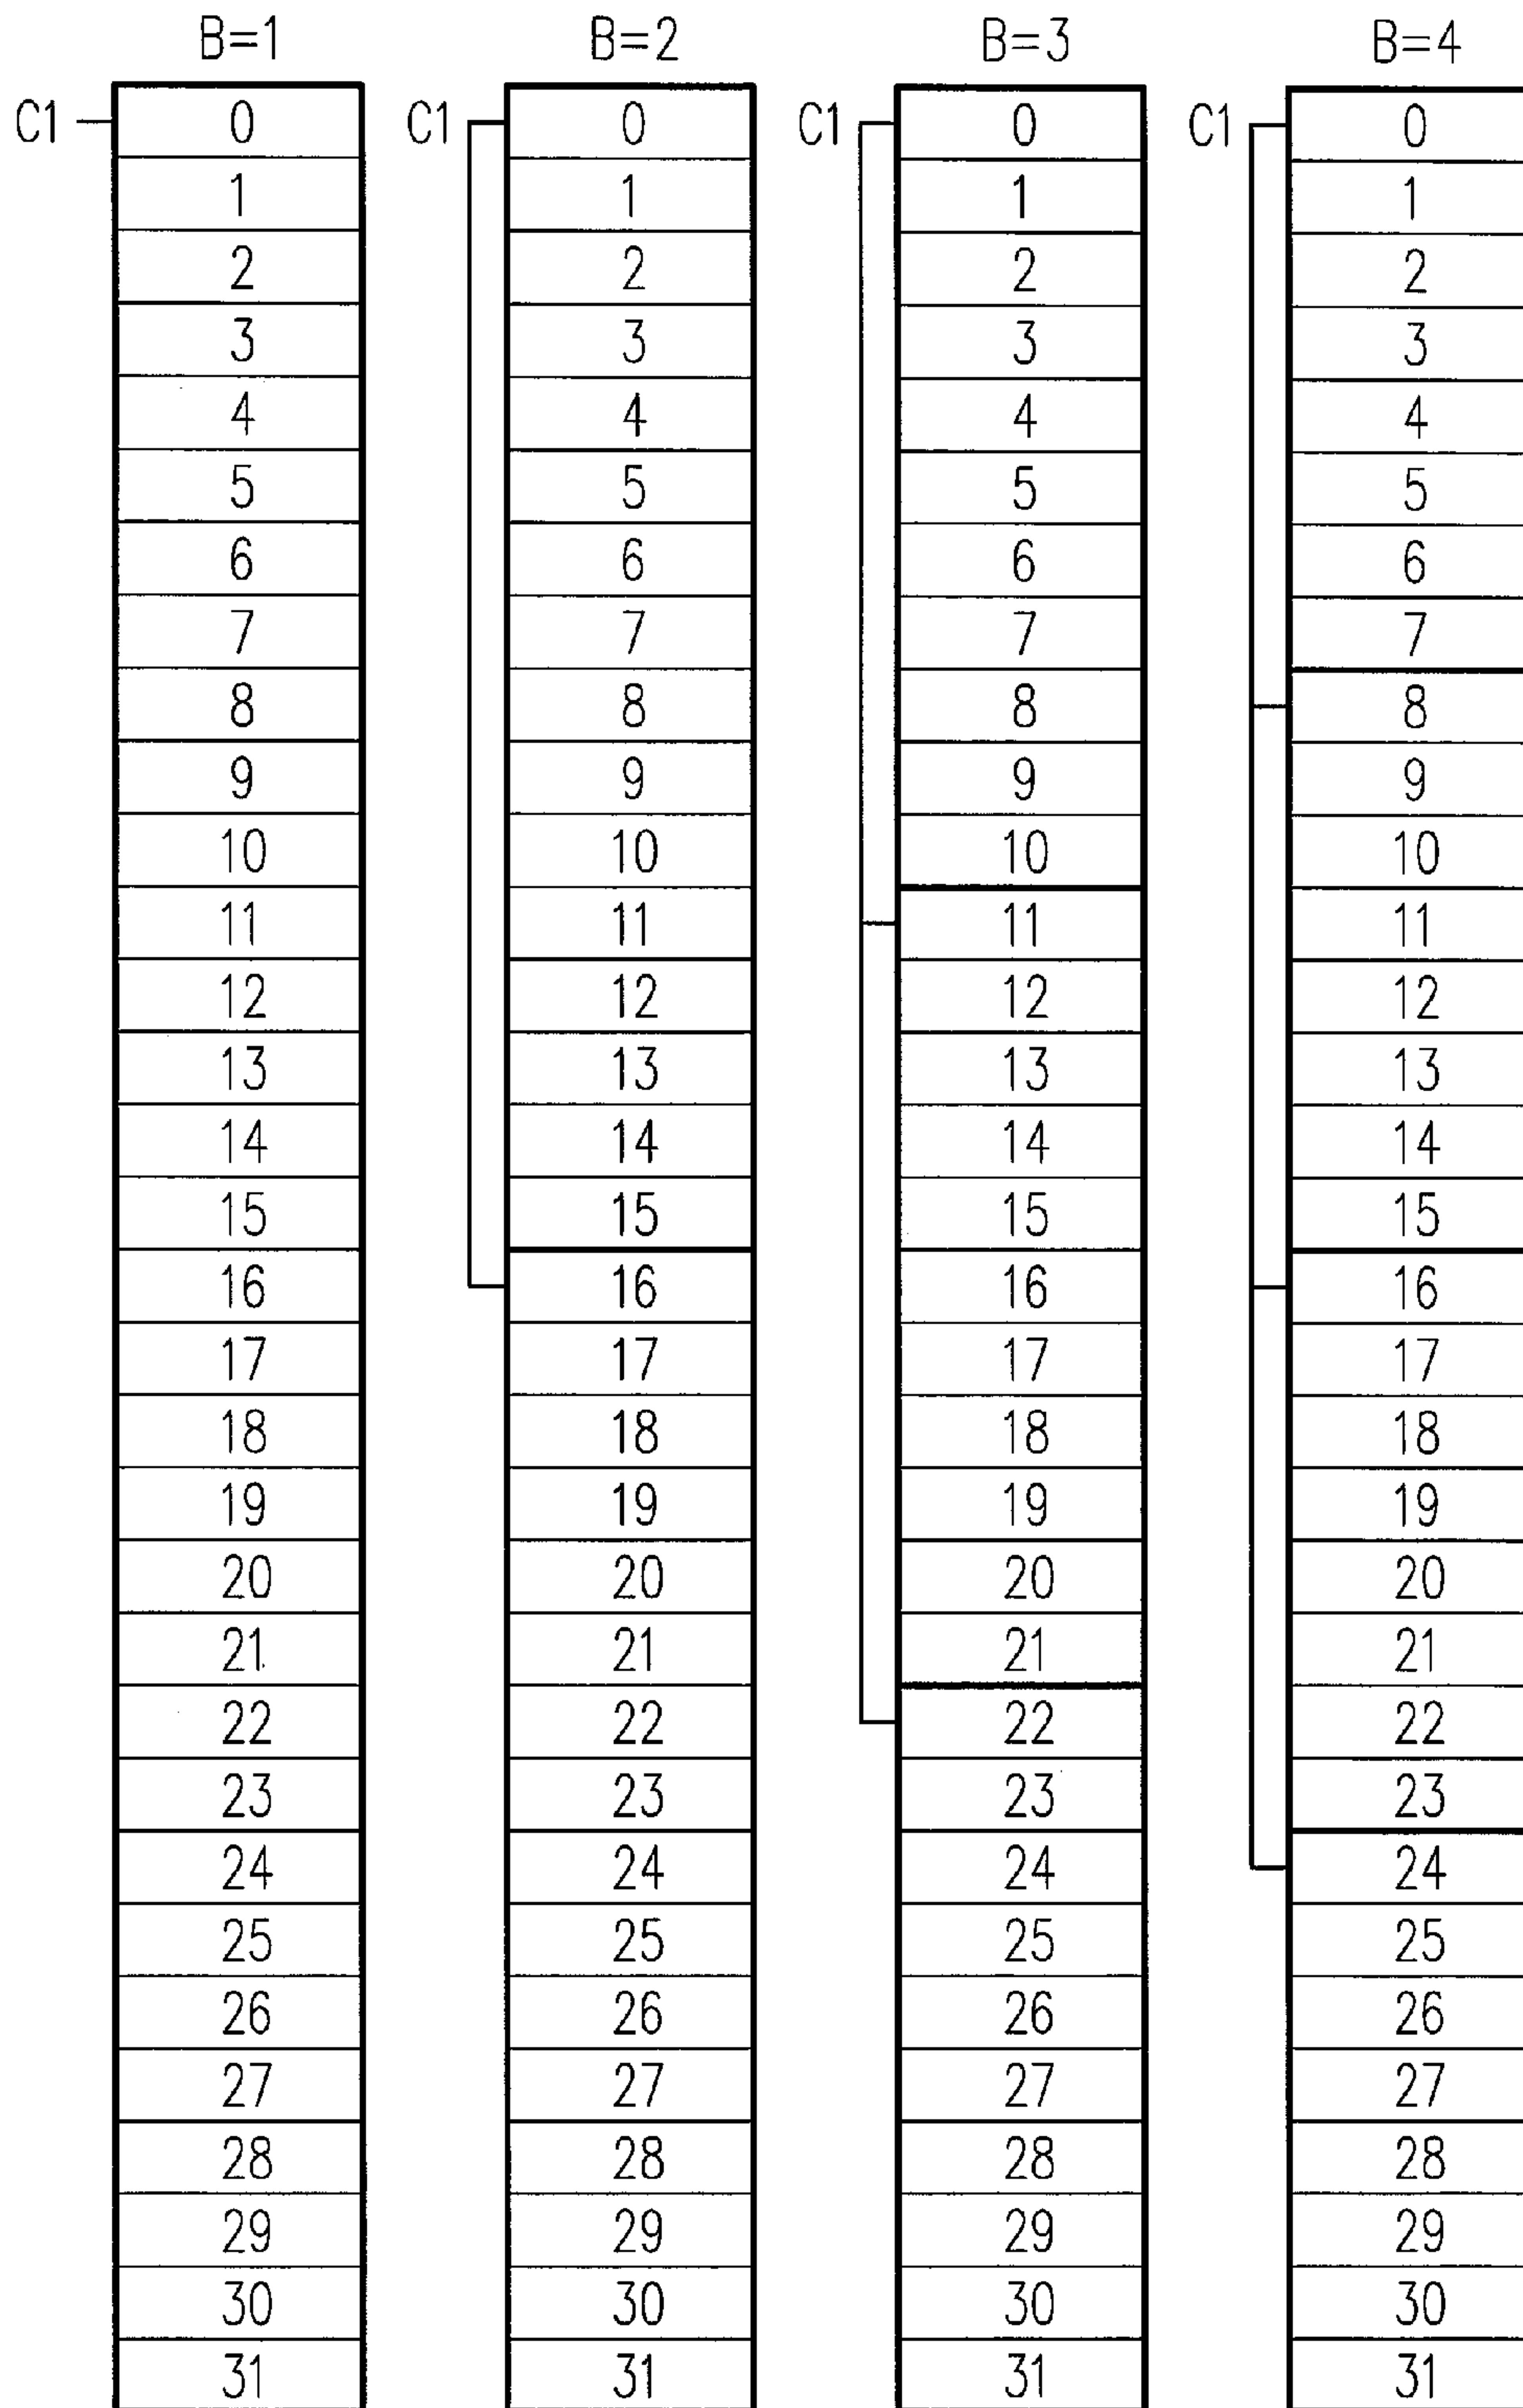 B=1 B=2 B=3 B=4
C1 0 C1 0 C1 0 C1 0
1 1 1 1
2 2 2 2
3 3 3 3
4 4 4 4
5 5 5 5
6 6 6 6
7 7 7 7
8 8 8 8
9 9 9 9
10 10 10 10
11 11 11 11
12 12 12 12
13 13 13 13
14 14 14 14
15 15 15 15
16 16 16 16
17 17 17 17
18 18 18 18
19 19 19 19
20 20 20 20
21 21 21 21
22 22 22 22
23 23 23 23
24 24 24 24
25 25 25 25
26 26 26 26
27 27 27 27
28 28 28 28
29 29 29 29
30 30 30 30
31 31 31 31